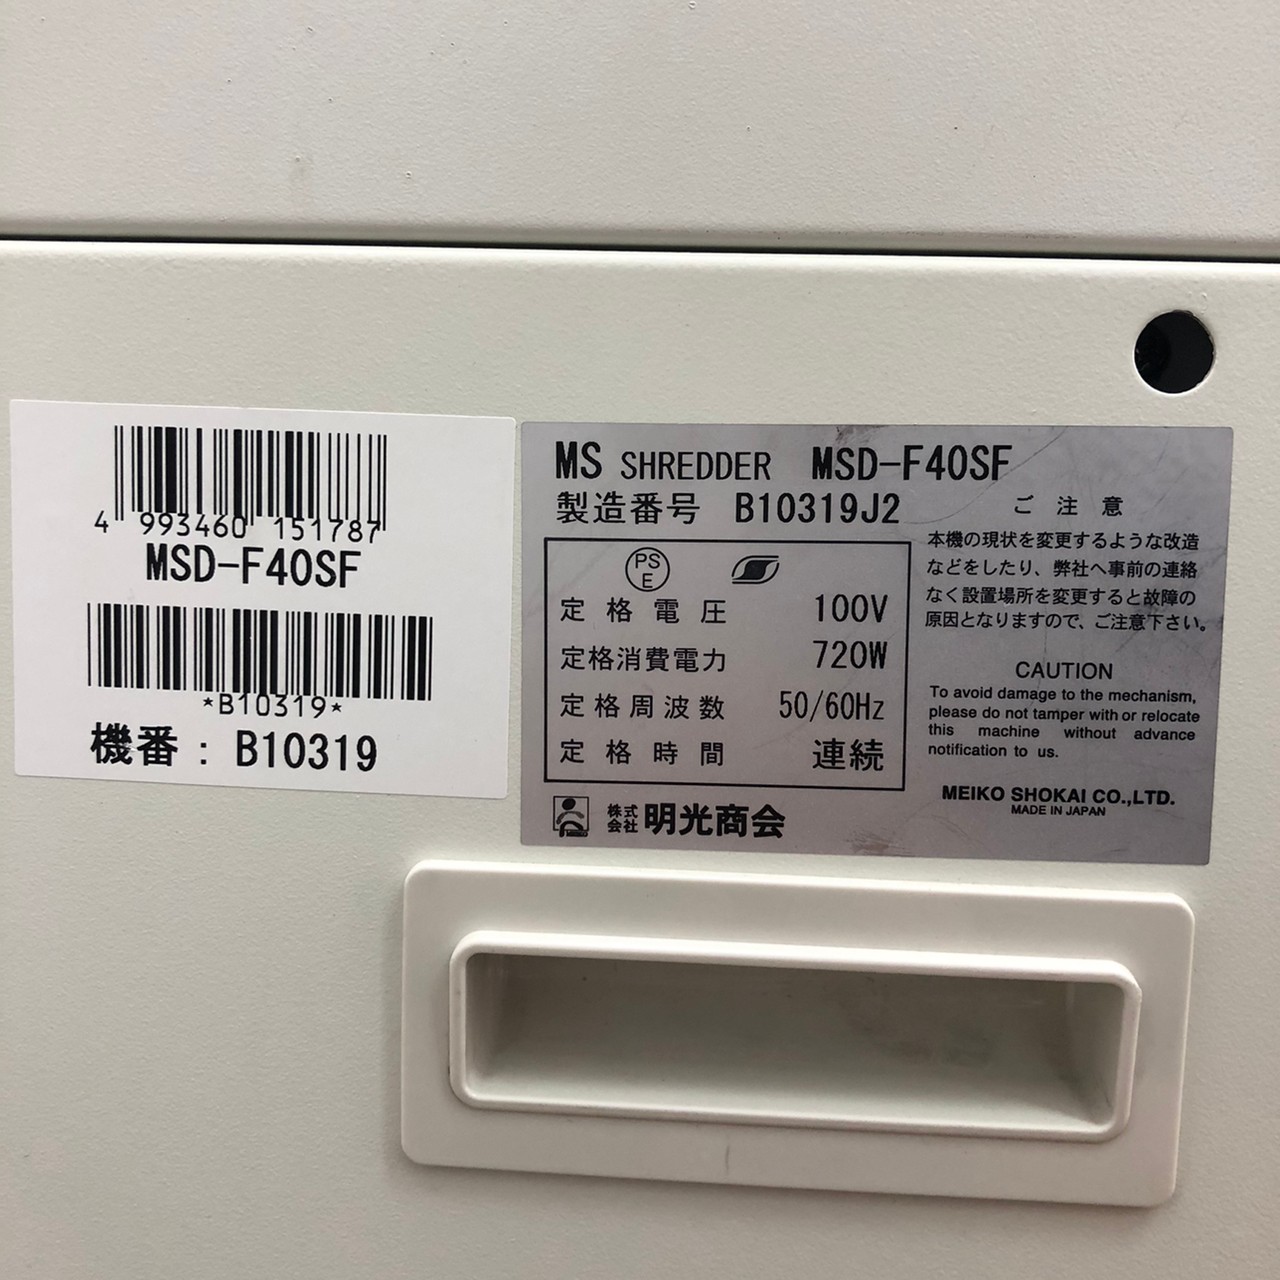 4 993460 151787
MSD-F40SF
*B10319*
機番：B10319
MS SHREDDER MSD-F40SF
製造番号 B10319J2
PS
E
定格電圧 100V
定格消費電力 720W
定格周波数 50/60Hz
定格時間 連続
株式
会社 明光商会
ご注意
本機の現状を変更するような改造
などをしたり、弊社へ事前の連絡
なく設置場所を変更すると故障の
原因となりますので、ご注意下さい。
CAUTION
To avoid damage to the mechanism,
please do not tamper with or relocate
this machine without advance
notification to us.
MEIKO SHOKAI CO.,LTD.
MADE IN JAPAN